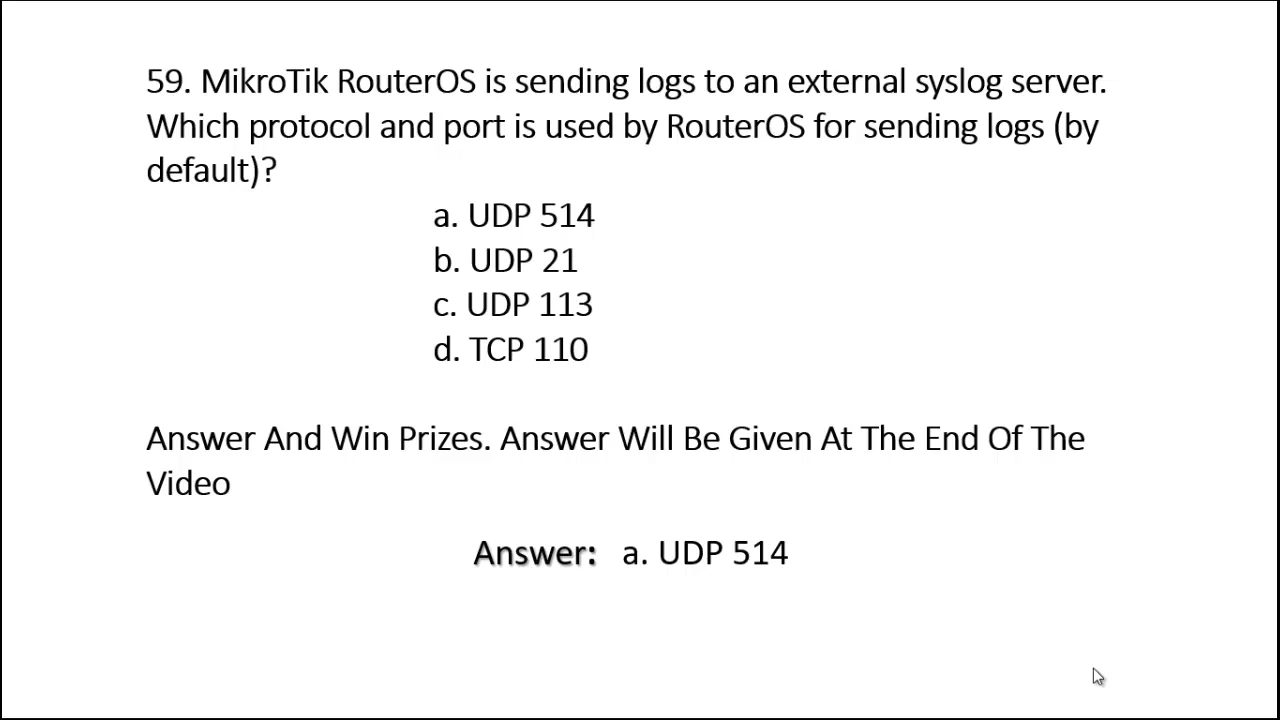 59. MikroTik RouterOS is sending logs to an external syslog server.
Which protocol and port is used by RouterOS for sending logs (by
default)?
a. UDP 514
b. UDP 21
c. UDP 113
d. TCP 110
Answer And Win Prizes. Answer Will Be Given At The End Of The
Video
Answer: a. UDP 514